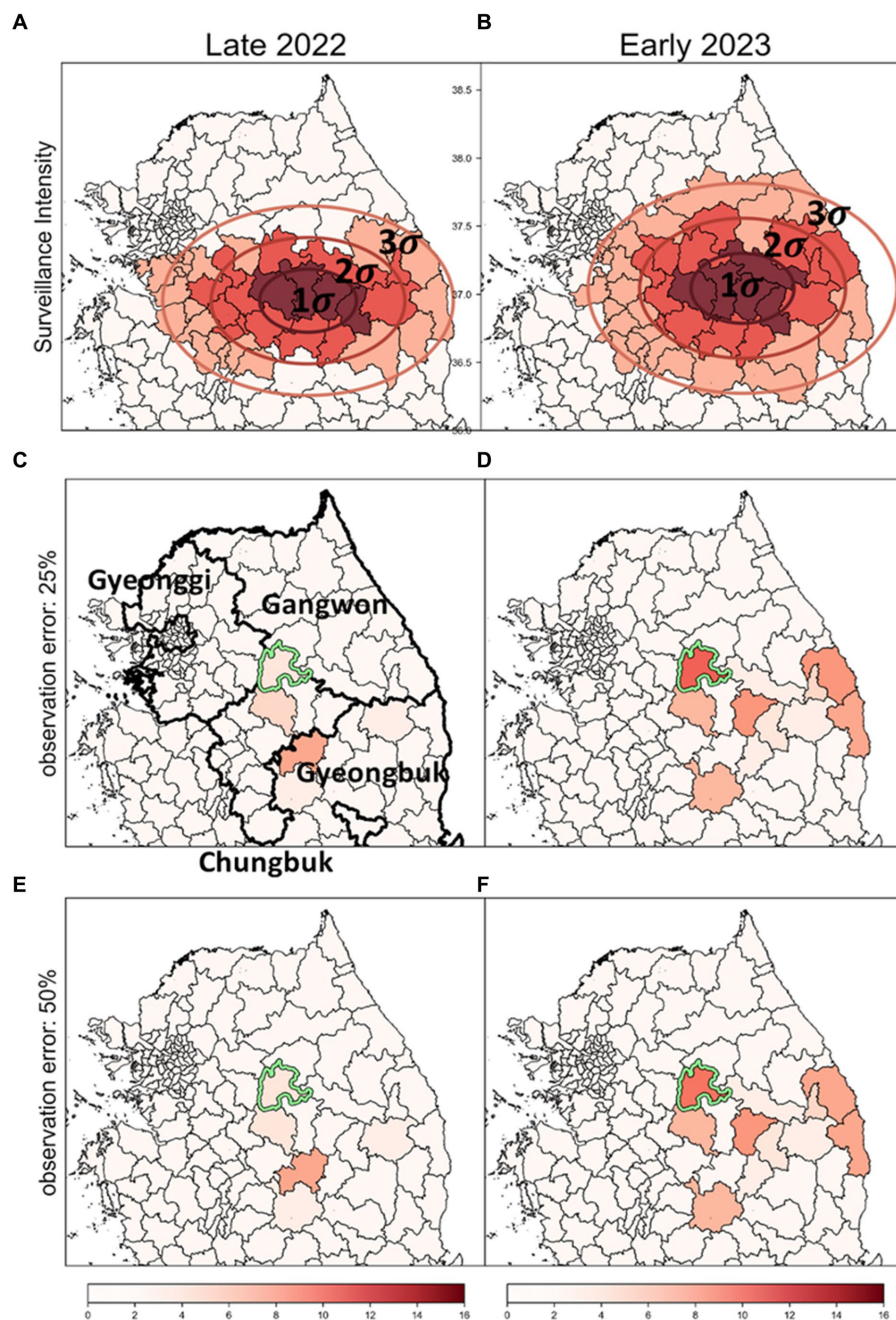 A
B
Late 2022
Early 2023
Surveillance Intensity
38.5
38.0
37.5
37.0
36.5
36.0
3σ
2σ
1σ
3σ
2σ
1σ
C
D
observation error: 25%
Gyeonggi
Gangwon
Gyeongbuk
Chungbuk
E
F
observation error: 50%
0 2 4 6 8 10 12 14 16
0 2 4 6 8 10 12 14 16